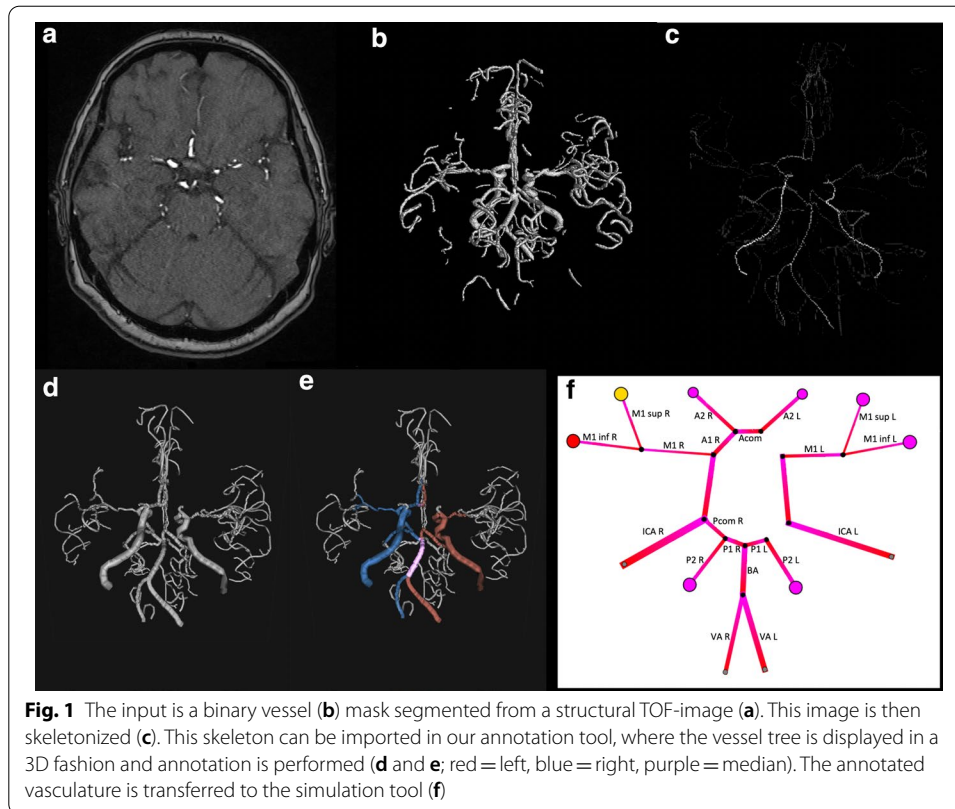 a
b
c
d
e
f
M1 sup R
A2 R
A2 L
M1 sup L
M1 inf R
M1 R
A1 R
Acom
M1 L
M1 inf L
Pcom R
ICA R
ICA L
P1 R
P1 L
P2 R
P2 L
BA
VA R
VA L
Fig. 1 The input is a binary vessel (b) mask segmented from a structural TOF-image (a). This image is then
skeletonized (c). This skeleton can be imported in our annotation tool, where the vessel tree is displayed in a
3D fashion and annotation is performed (d and e; red = left, blue = right, purple = median). The annotated
vasculature is transferred to the simulation tool (f)